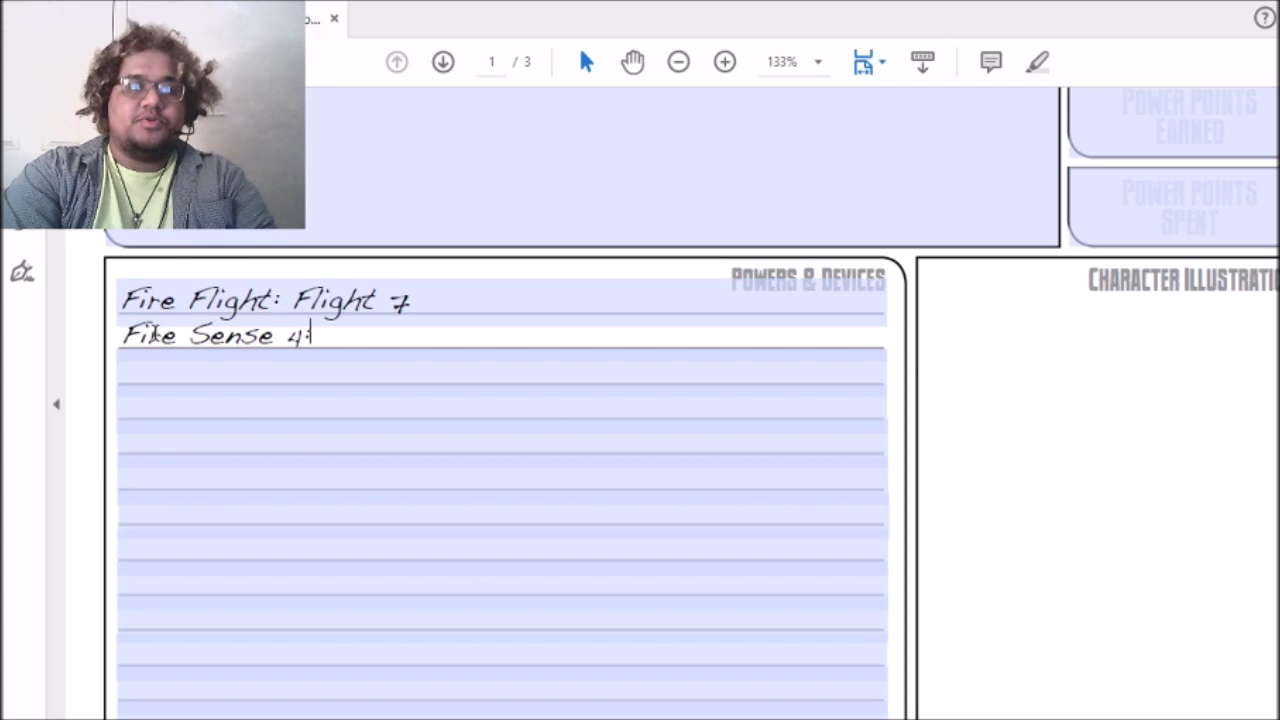 o...
1 / 3
133%
POWER POINTS
EARNED
POWER POINTS
SPENT
POWERS & DEVICES
Fire Flight: Flight 7
Fire Sense 4:
CHARACTER ILLUSTRATI